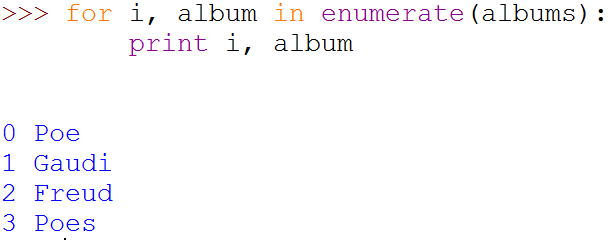 >>> for i, album in enumerate(albums):
print i, album
0 Poe
1 Gaudi
2 Freud
3 Poes